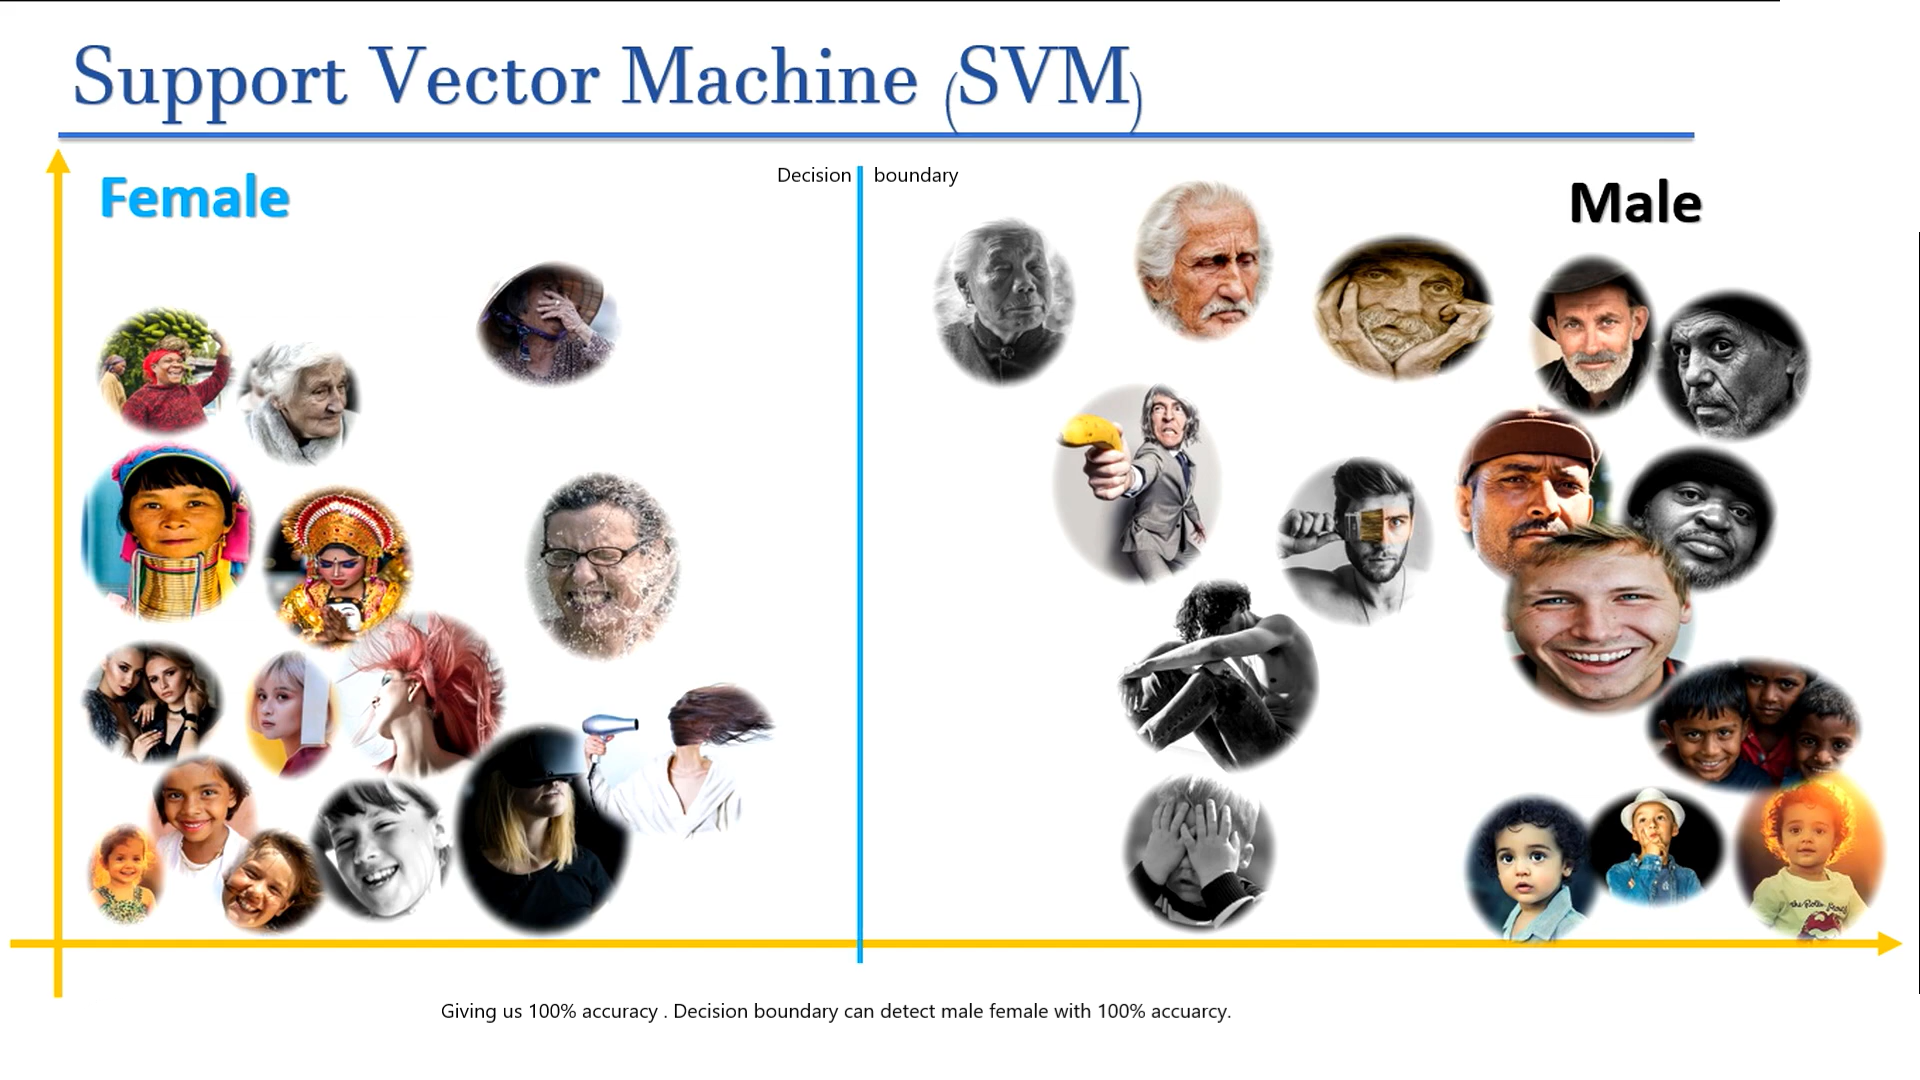 Support Vector Machine (SVM)
Decision boundary
Female
Male
Giving us 100% accuracy . Decision boundary can detect male female with 100% accuarcy.